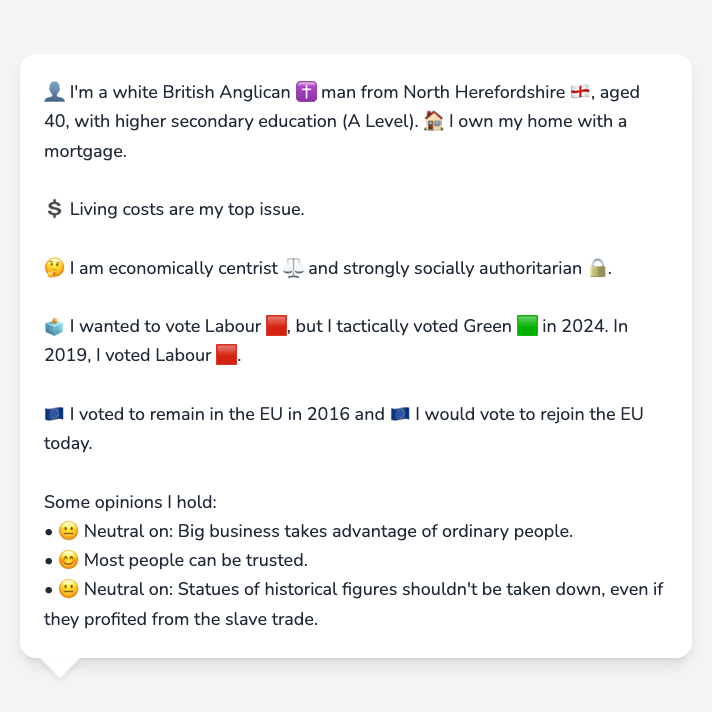 👤 I'm a white British Anglican ✝️ man from North Herefordshire 🏴󠁧󠁢󠁥󠁮󠁧󠁿, aged
40, with higher secondary education (A Level). 🏠 I own my home with a
mortgage.
💲 Living costs are my top issue.
🤔 I am economically centrist ⚖️ and strongly socially authoritarian 🔒.
🗳️ I wanted to vote Labour 🟥, but I tactically voted Green 🟩 in 2024. In
2019, I voted Labour 🟥.
🇪🇺 I voted to remain in the EU in 2016 and 🇪🇺 I would vote to rejoin the EU
today.
Some opinions I hold:
• 😐 Neutral on: Big business takes advantage of ordinary people.
• 😊 Most people can be trusted.
• 😐 Neutral on: Statues of historical figures shouldn't be taken down, even if
they profited from the slave trade.